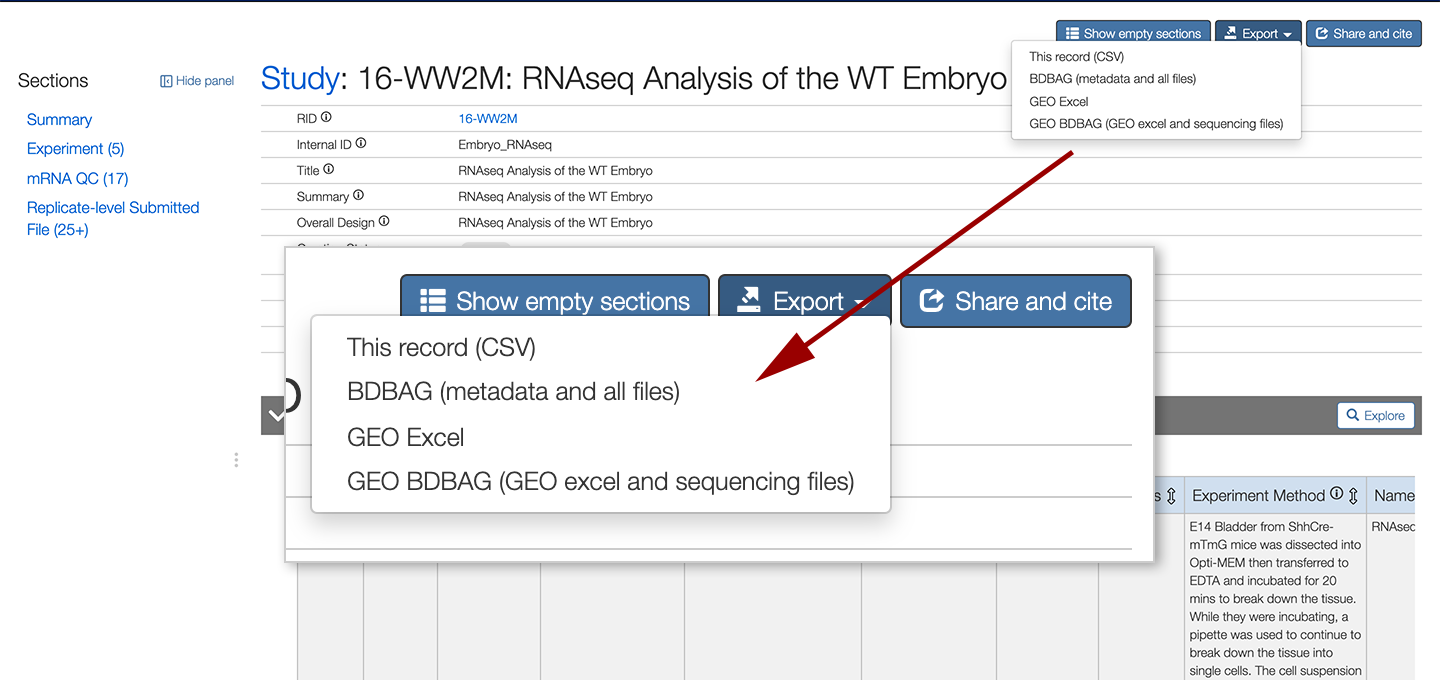 Show empty sections Export Share and cite
This record (CSV)
BDBAG (metadata and all files)
GEO Excel
GEO BDBAG (GEO excel and sequencing files)
Sections Hide panel
Summary
Experiment (5)
mRNA QC (17)
Replicate-level Submitted
File (25+)
Study: 16-WW2M: RNAseq Analysis of the WT Embryo
RID 16-WW2M
Internal ID Embryo_RNAseq
Title RNAseq Analysis of the WT Embryo
Summary RNAseq Analysis of the WT Embryo
Overall Design RNAseq Analysis of the WT Embryo
Show empty sections Export Share and cite
This record (CSV)
BDBAG (metadata and all files)
GEO Excel
GEO BDBAG (GEO excel and sequencing files)
Explore
s Experiment Method Name
E14 Bladder from ShhCre- RNAseq
mTmG mice was dissected into
Opti-MEM then transferred to
EDTA and incubated for 20
mins to break down the tissue.
While they were incubating, a
pipette was used to continue to
break down the tissue into
single cells. The cell suspension